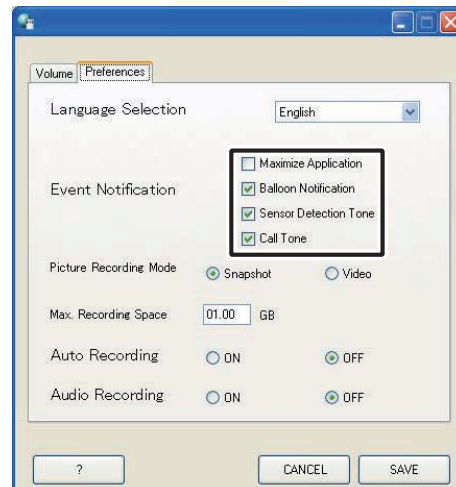 Volume Preferences
Language Selection English
Maximize Application
Event Notification Balloon Notification
Sensor Detection Tone
Call Tone
Picture Recording Mode Snapshot Video
Max. Recording Space 01.00 GB
Auto Recording ON OFF
Audio Recording ON OFF
? CANCEL SAVE